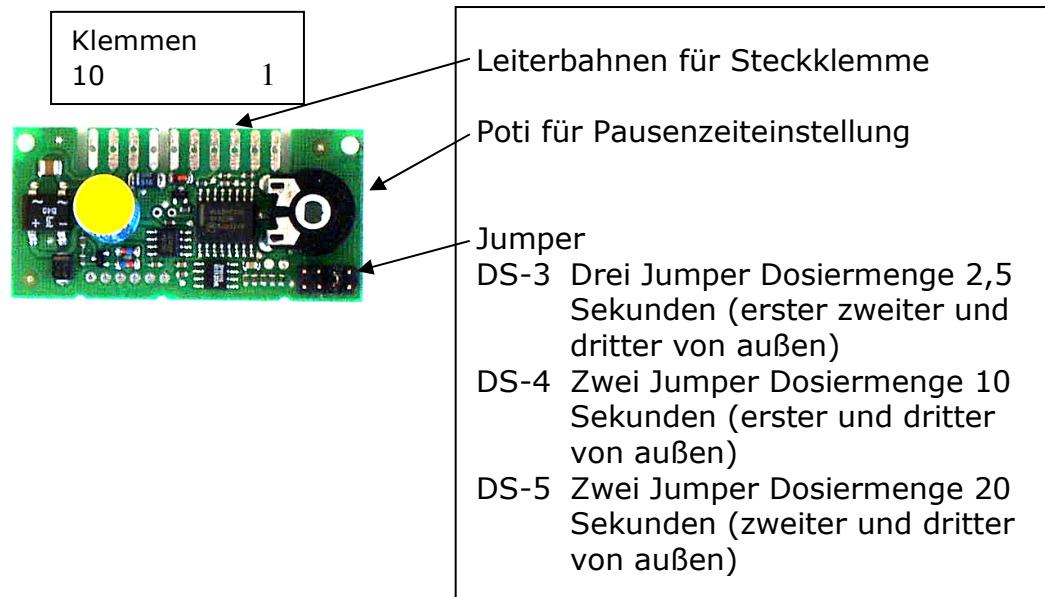 Klemmen
10 1
Leiterbahnen für Steckklemme
Poti für Pausenzeiteinstellung
Jumper
DS-3 Drei Jumper Dosiermenge 2,5
Sekunden (erster zweiter und
dritter von außen)
DS-4 Zwei Jumper Dosiermenge 10
Sekunden (erster und dritter
von außen)
DS-5 Zwei Jumper Dosiermenge 20
Sekunden (zweiter und dritter
von außen)